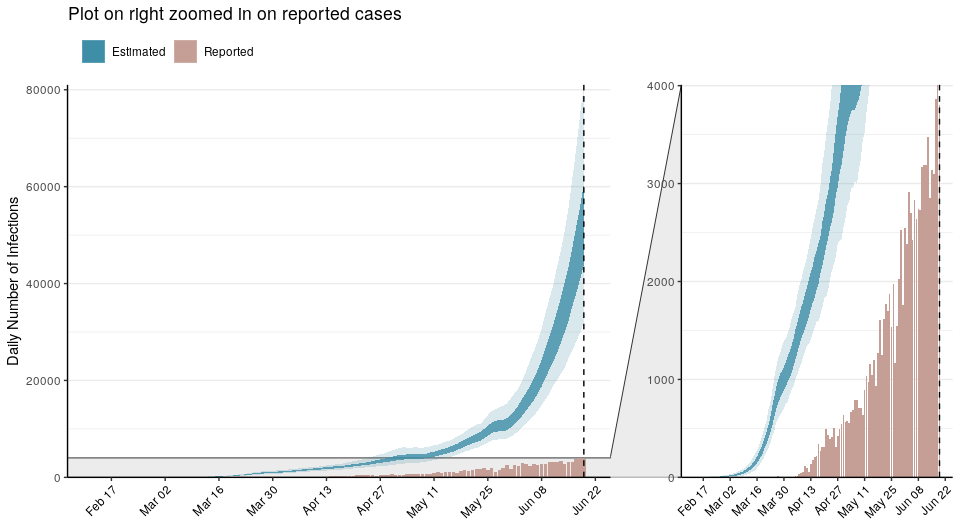 Plot on right zoomed in on reported cases
Estimated
Reported
Daily Number of Infections
80000
60000
40000
20000
0
Feb 17
Mar 02
Mar 16
Mar 30
Apr 13
Apr 27
May 11
May 25
Jun 08
Jun 22
4000
3000
2000
1000
0
Feb 17
Mar 02
Mar 16
Mar 30
Apr 13
Apr 27
May 11
May 25
Jun 08
Jun 22